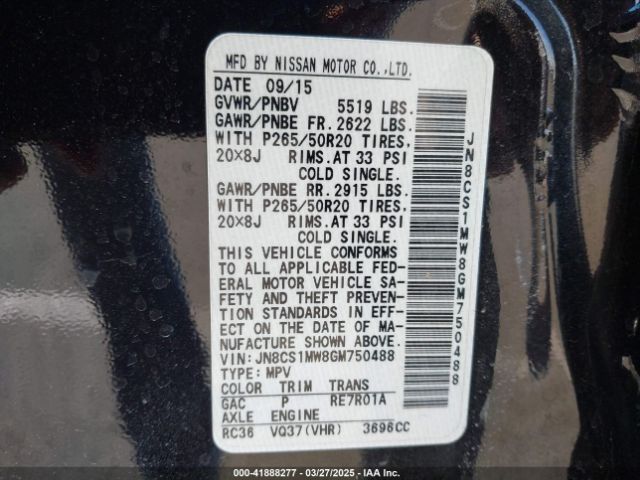 MFD BY NISSAN MOTOR CO.,LTD.
DATE 09/15
GVWR/PNBV 5519 LBS.
GAWR/PNBE FR. 2622 LBS.
WITH P265/50R20 TIRES.
20X8J RIMS. AT 33 PSI
COLD SINGLE.
GAWR/PNBE RR. 2915 LBS.
WITH P265/50R20 TIRES.
20X8J RIMS. AT 33 PSI
COLD SINGLE.
THIS VEHICLE CONFORMS
TO ALL APPLICABLE FED-
ERAL MOTOR VEHICLE SA-
FETY AND THEFT PREVEN-
TION STANDARDS IN EFF-
ECT ON THE DATE OF MA-
NUFACTURE SHOWN ABOVE.
VIN: JN8CS1MW8GM750488
TYPE: MPV
COLOR TRIM TRANS
GAC P RE7R01A
AXLE ENGINE
RC36 VQ37(VHR) 3696CC
JN8CS1MW8GM750488
000-41888277 — 03/27/2025 — IAA Inc.